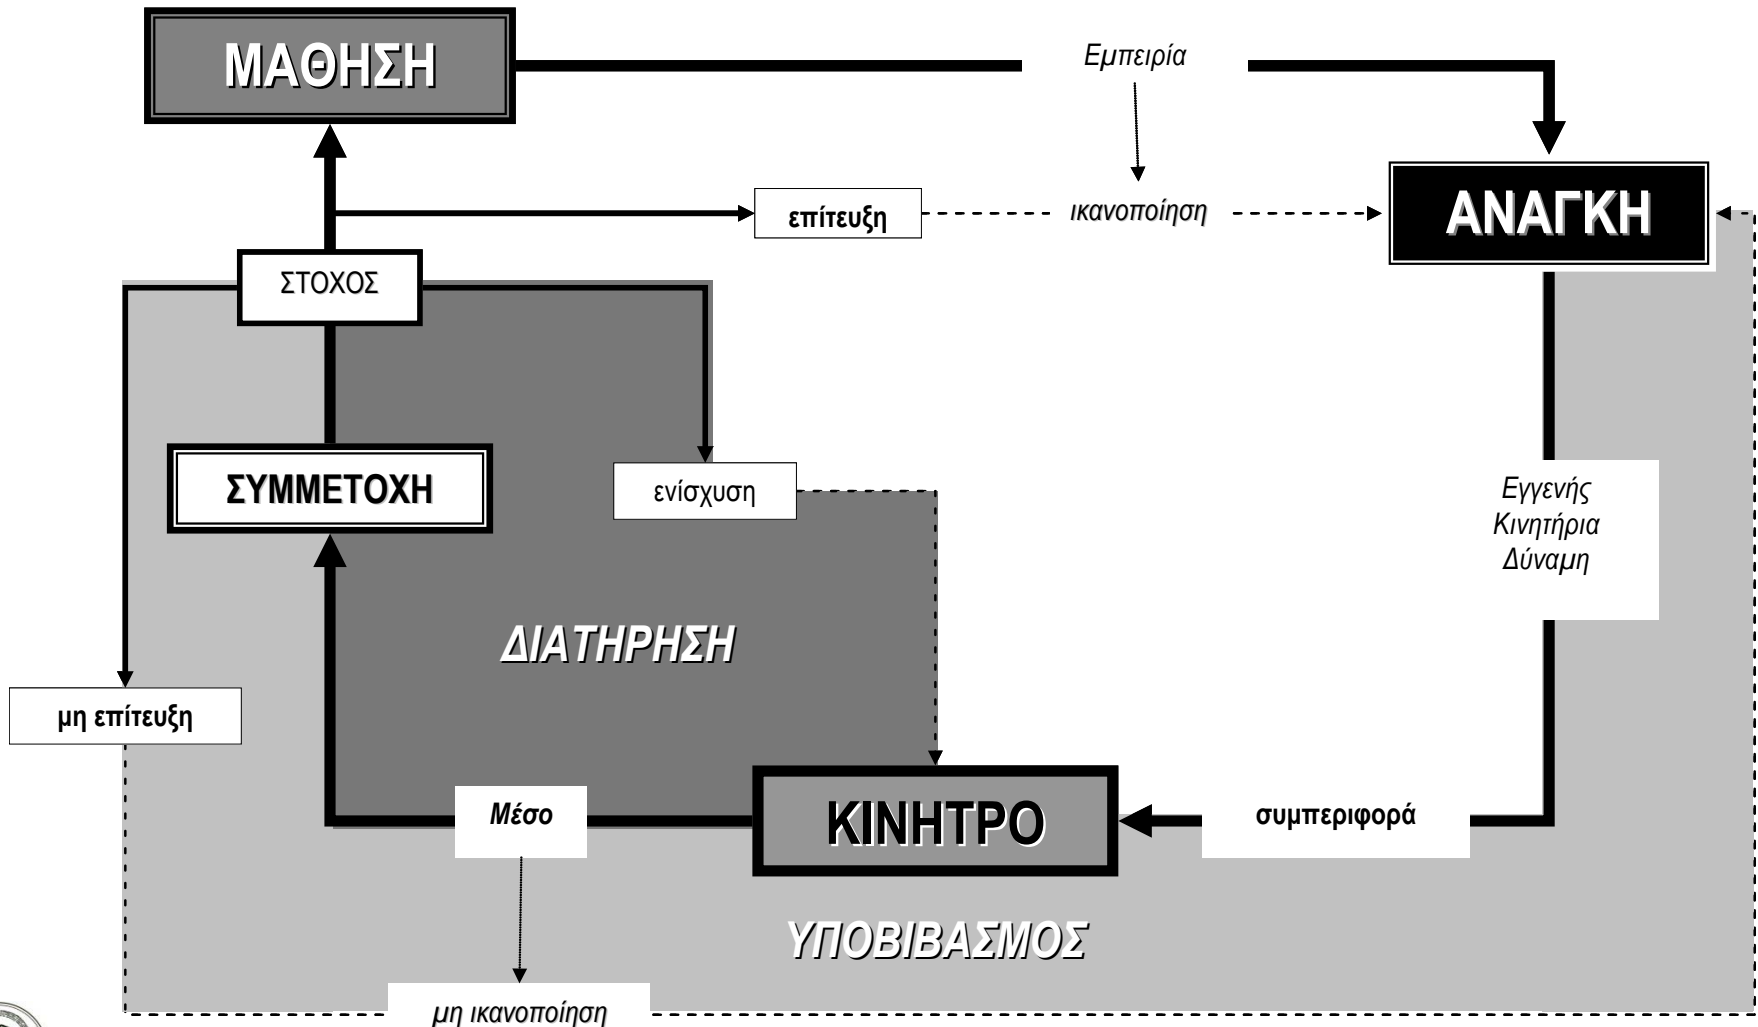 ΜΑΘΗΣΗ
Εμπειρία
ΑΝΑΓΚΗ
επίτευξη
ικανοποίηση
ΣΤΟΧΟΣ
ΣΥΜΜΕΤΟΧΗ
ενίσχυση
Εγγενής
Κινητήρια
Δύναμη
ΔΙΑΤΗΡΗΣΗ
μη επίτευξη
Μέσο
ΚΙΝΗΤΡΟ
συμπεριφορά
ΥΠΟΒΙΒΑΣΜΟΣ
μη ικανοποίηση